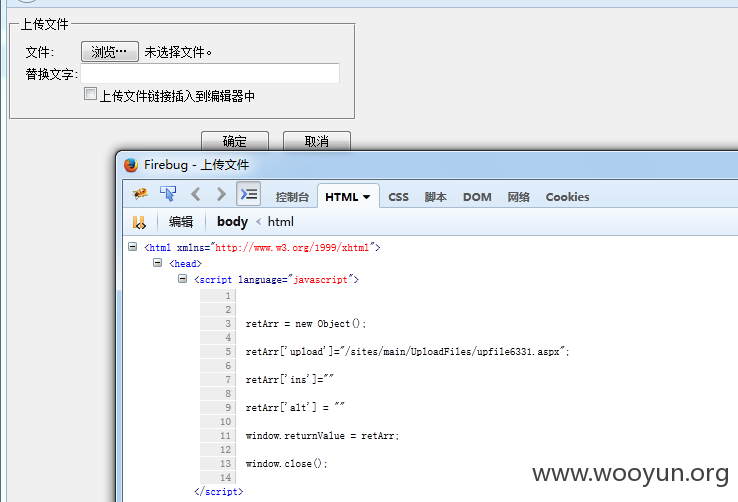 上传文件
文件: 浏览… 未选择文件。
替换文字:
上传文件链接插入到编辑器中
确定 取消
Firebug - 上传文件
控制台 HTML CSS 脚本 DOM 网络 Cookies
编辑 body < html
<html xmlns="http://www.w3.org/1999/xhtml">
<head>
<script language="javascript">
1
2
3 retArr = new Object();
4
5 retArr['upload']="/sites/main/UploadFiles/upfile6331.aspx";
6
7 retArr['ins']=""
8
9 retArr['alt'] = ""
10
11 window.returnValue = retArr;
12
13 window.close();
14
</script>
www.wooyun.org